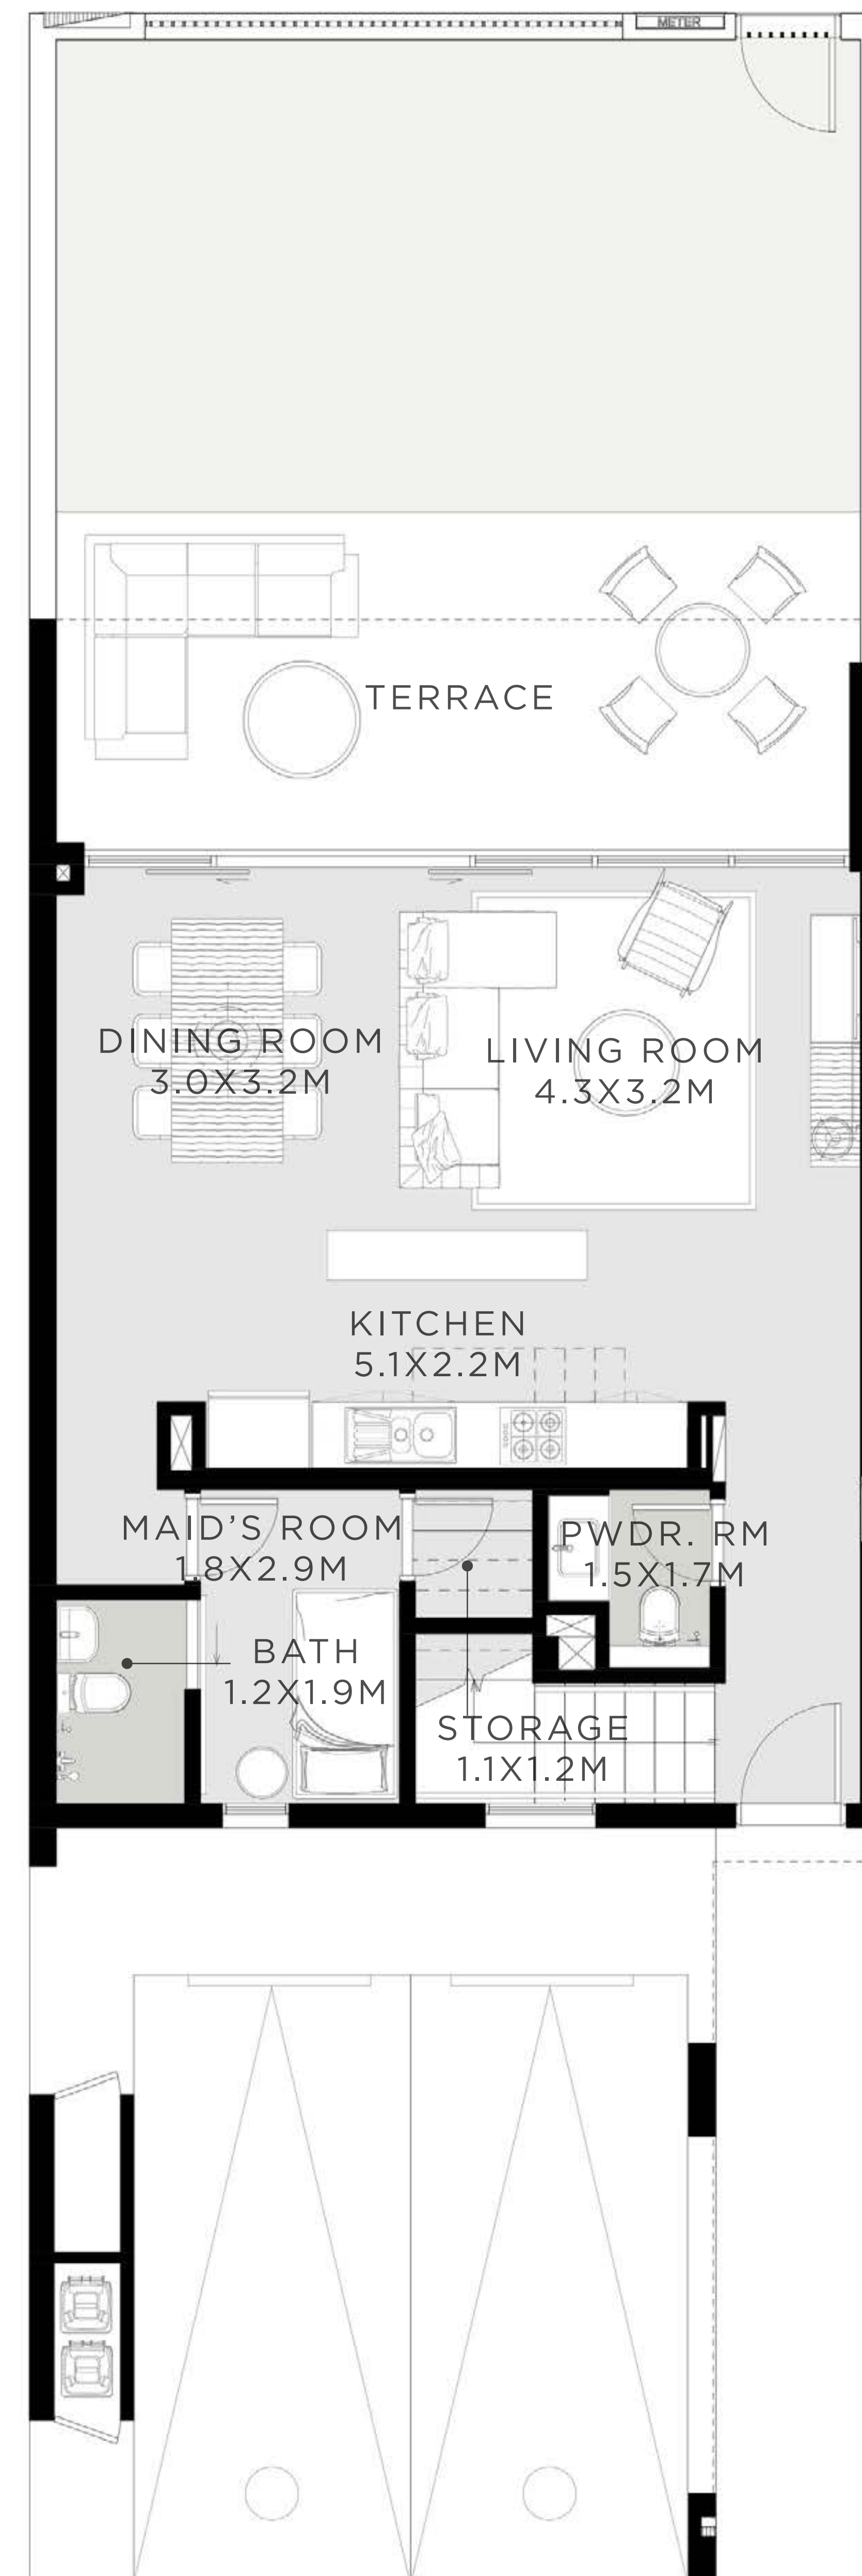 METER
TERRACE
DINING ROOM
3.0X3.2M
LIVING ROOM
4.3X3.2M
KITCHEN
5.1X2.2M
MAID'S ROOM
1.8X2.9M
PWDR. RM
1.5X1.7M
BATH
1.2X1.9M
STORAGE
1.1X1.2M